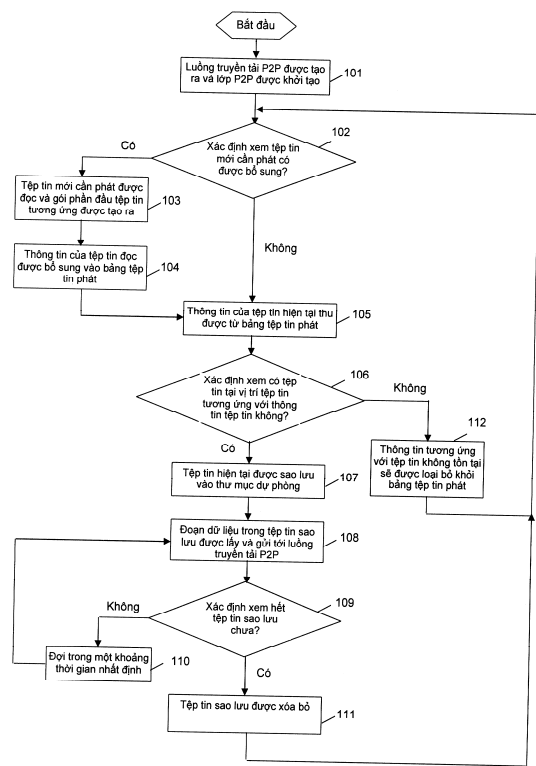 Bắt đầu
Luồng truyền tải P2P được tạo
ra và lớp P2P được khởi tạo
101
102
Có
Xác định xem tệp tin
mới cần phát có
được bổ sung?
Tệp tin mới cần phát được
đọc và gói phần đầu tệp tin
tương ứng được tạo ra
103
Không
Thông tin của tệp tin đọc
được bổ sung vào bảng tệp
tin phát
104
Thông tin của tệp tin hiện tại thu
được từ bảng tệp tin phát
105
106
Xác định xem có tệp
tin tại vị trí tệp tin
tương ứng với thông
tin tệp tin không?
Không
112
Có
Thông tin tương ứng
với tệp tin không tồn tại
sẽ được loại bỏ khỏi
bảng tệp tin phát
Tệp tin hiện tại được sao lưu
vào thư mục dự phòng
107
Đoạn dữ liệu trong tệp tin sao
lưu được lấy và gửi tới luồng
truyền tải P2P
108
109
Không
Xác định xem hết
tệp tin sao lưu
chưa?
Đợi trong một khoảng
thời gian nhất định
110
Có
Tệp tin sao lưu được xóa bỏ
111